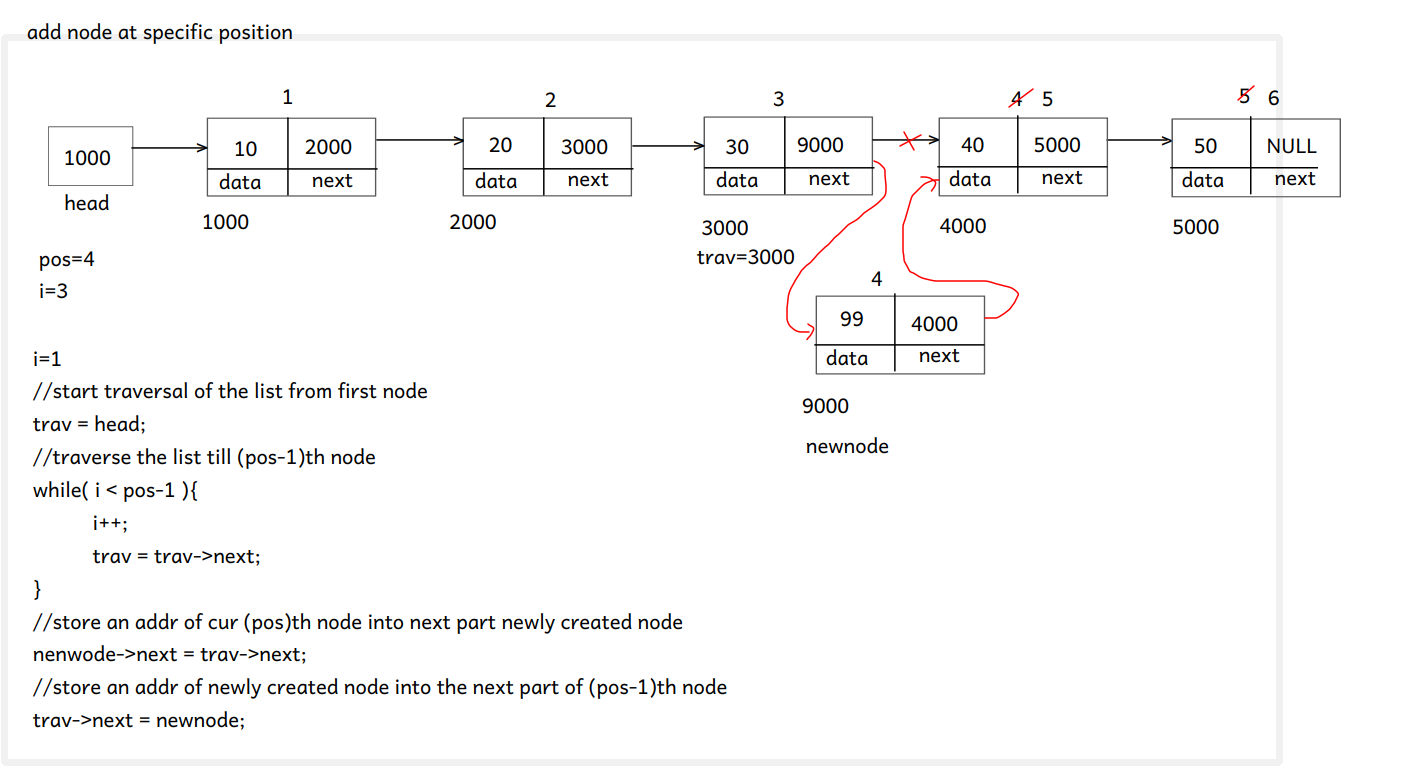 add node at specific position
1 2 3 4 5 5 6
1000 10 2000 20 3000 30 9000 40 5000 50 NULL
data next data next data next data next data next
head
1000 2000 3000 4000 5000
trav=3000
pos=4
i=3
4
99 4000
data next
9000
newnode
i=1
//start traversal of the list from first node
trav = head;
//traverse the list till (pos-1)th node
while( i < pos-1 ){
i++;
trav = trav->next;
}
//store an addr of cur (pos)th node into next part newly created node
nenwode->next = trav->next;
//store an addr of newly created node into the next part of (pos-1)th node
trav->next = newnode;